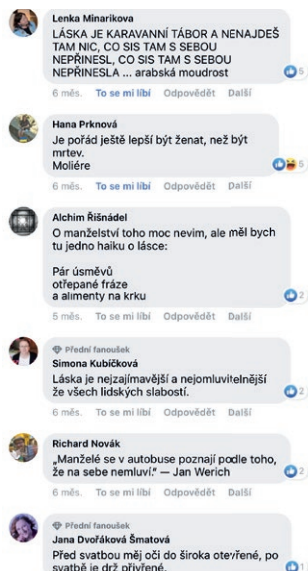 Lenka Minarikova
LÁSKA JE KARAVANNÍ TÁBOR A NENAJDEŠ
TAM NIC, CO SIS TAM S SEBOU
NEPŘINESL, CO SIS TAM S SEBOU
NEPŘINESLA ... arabská moudrost
5
6 měs. To se mi líbí Odpovědět Další
Hana Prknová
Je pořád ještě lepší být ženat, než být
mrtev.
Moliére
5
6 měs. To se mi líbí Odpovědět Další
Alchim Říšnádel
O manželství toho moc nevim, ale měl bych
tu jedno haiku o lásce:
Pár úsměvů
otřepané fráze
a alimenty na krku
2
5 měs. To se mi líbí Odpovědět Další
Přední fanoušek
Simona Kubíčková
Láska je nejzajímavější a nejomluvitelnější
že všech lidských slabostí.
2
6 měs. To se mi líbí Odpovědět Další
Richard Novák
„Manželé se v autobuse poznají podle toho,
že na sebe nemluví.“ — Jan Werich
2
6 měs. To se mi líbí Odpovědět Další
Přední fanoušek
Jana Dvořáková Šmatová
Před svatbou měj oči do široka otevřené, po
svatbě je drž přivřené.
1